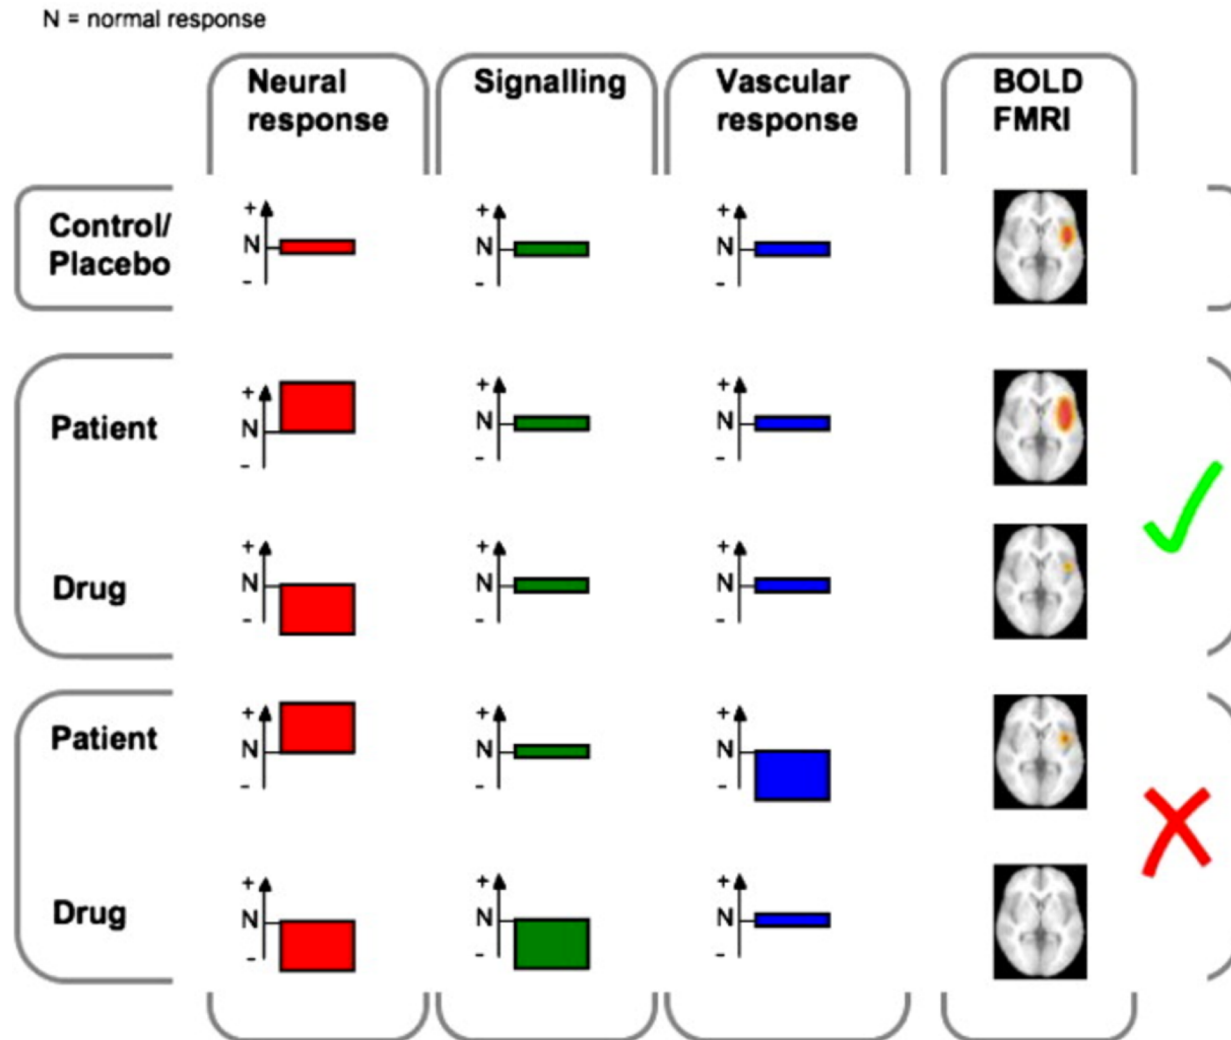 N = normal response
Neural response
Signalling
Vascular response
BOLD FMRI
Control/
Placebo
+
N
-
+
N
-
+
N
-
Patient
+
N
-
+
N
-
+
N
-
Drug
+
N
-
+
N
-
+
N
-
Patient
+
N
-
+
N
-
+
N
-
Drug
+
N
-
+
N
-
+
N
-